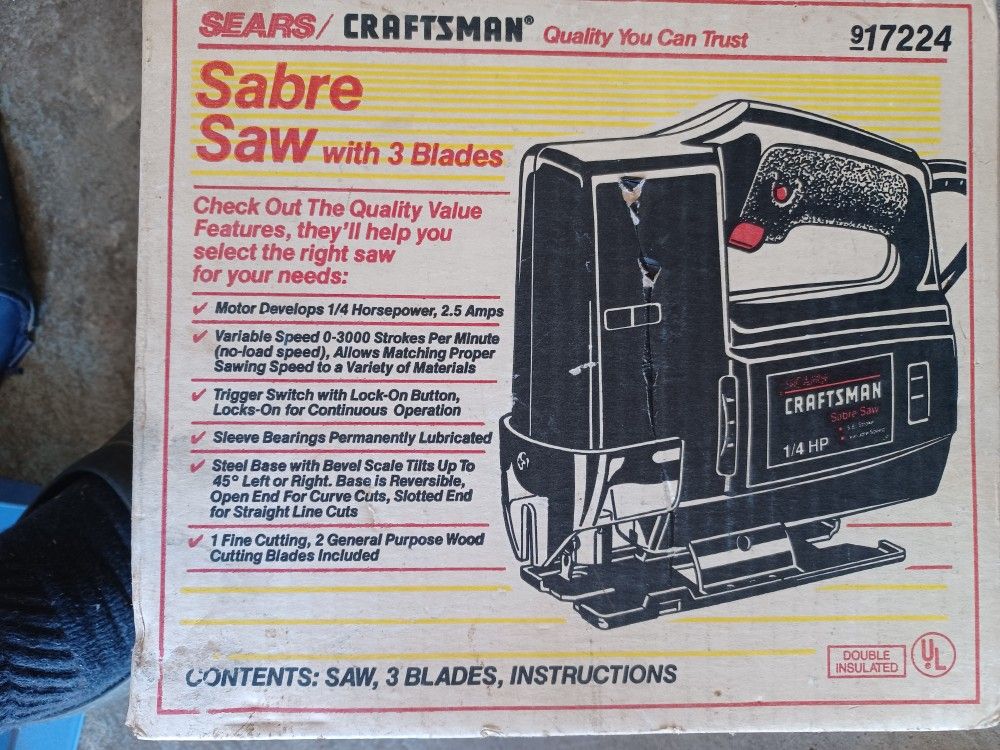 SEARS/ CRAFTSMAN® Quality You Can Trust
917224
Sabre
Saw with 3 Blades
Check Out The Quality Value
Features, they'll help you
select the right saw
for your needs:
✓ Motor Develops 1/4 Horsepower, 2.5 Amps
✓ Variable Speed 0-3000 Strokes Per Minute
(no-load speed), Allows Matching Proper
Sawing Speed to a Variety of Materials
✓ Trigger Switch with Lock-On Button,
Locks-On for Continuous Operation
✓ Sleeve Bearings Permanently Lubricated
✓ Steel Base with Bevel Scale Tilts Up To
45° Left or Right. Base is Reversible,
Open End For Curve Cuts, Slotted End
for Straight Line Cuts
✓ 1 Fine Cutting, 2 General Purpose Wood
Cutting Blades Included
SEARS
CRAFTSMAN
Sabre Saw
1/4 HP
CONTENTS: SAW, 3 BLADES, INSTRUCTIONS
DOUBLE
INSULATED
UL